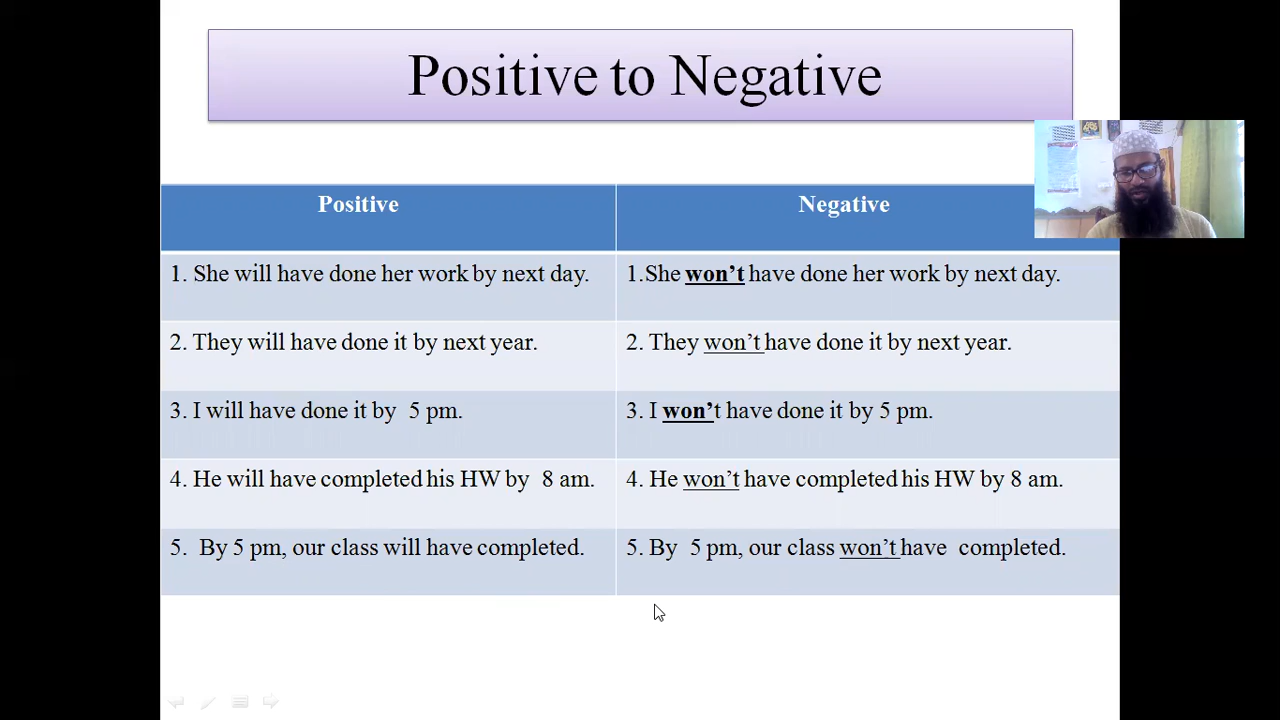 Positive to Negative
Positive
Negative
1. She will have done her work by next day.
1.She won’t have done her work by next day.
2. They will have done it by next year.
2. They won’t have done it by next year.
3. I will have done it by 5 pm.
3. I won’t have done it by 5 pm.
4. He will have completed his HW by 8 am.
4. He won’t have completed his HW by 8 am.
5. By 5 pm, our class will have completed.
5. By 5 pm, our class won’t have completed.